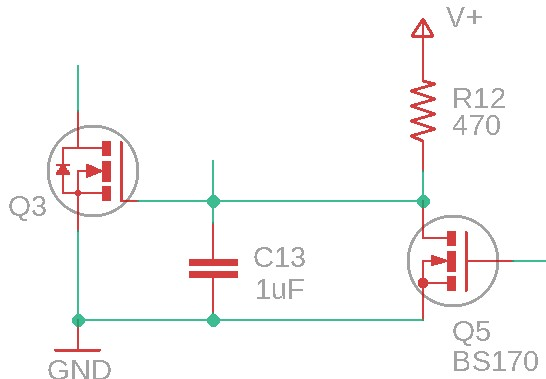 V+
R12
470
Q3
C13
1uF
Q5
BS170
GND